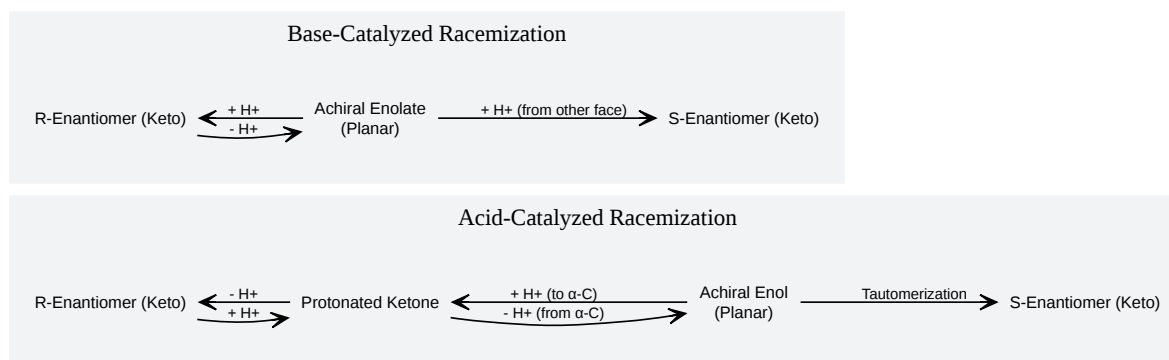 Base-Catalyzed Racemization
R-Enantiomer (Keto)
+ H+
- H+
Achiral Enolate
(Planar)
+ H+ (from other face)
S-Enantiomer (Keto)
Acid-Catalyzed Racemization
R-Enantiomer (Keto)
- H+
+ H+
Protonated Ketone
+ H+ (to α-C)
- H+ (from α-C)
Achiral Enol
(Planar)
Tautomerization
S-Enantiomer (Keto)